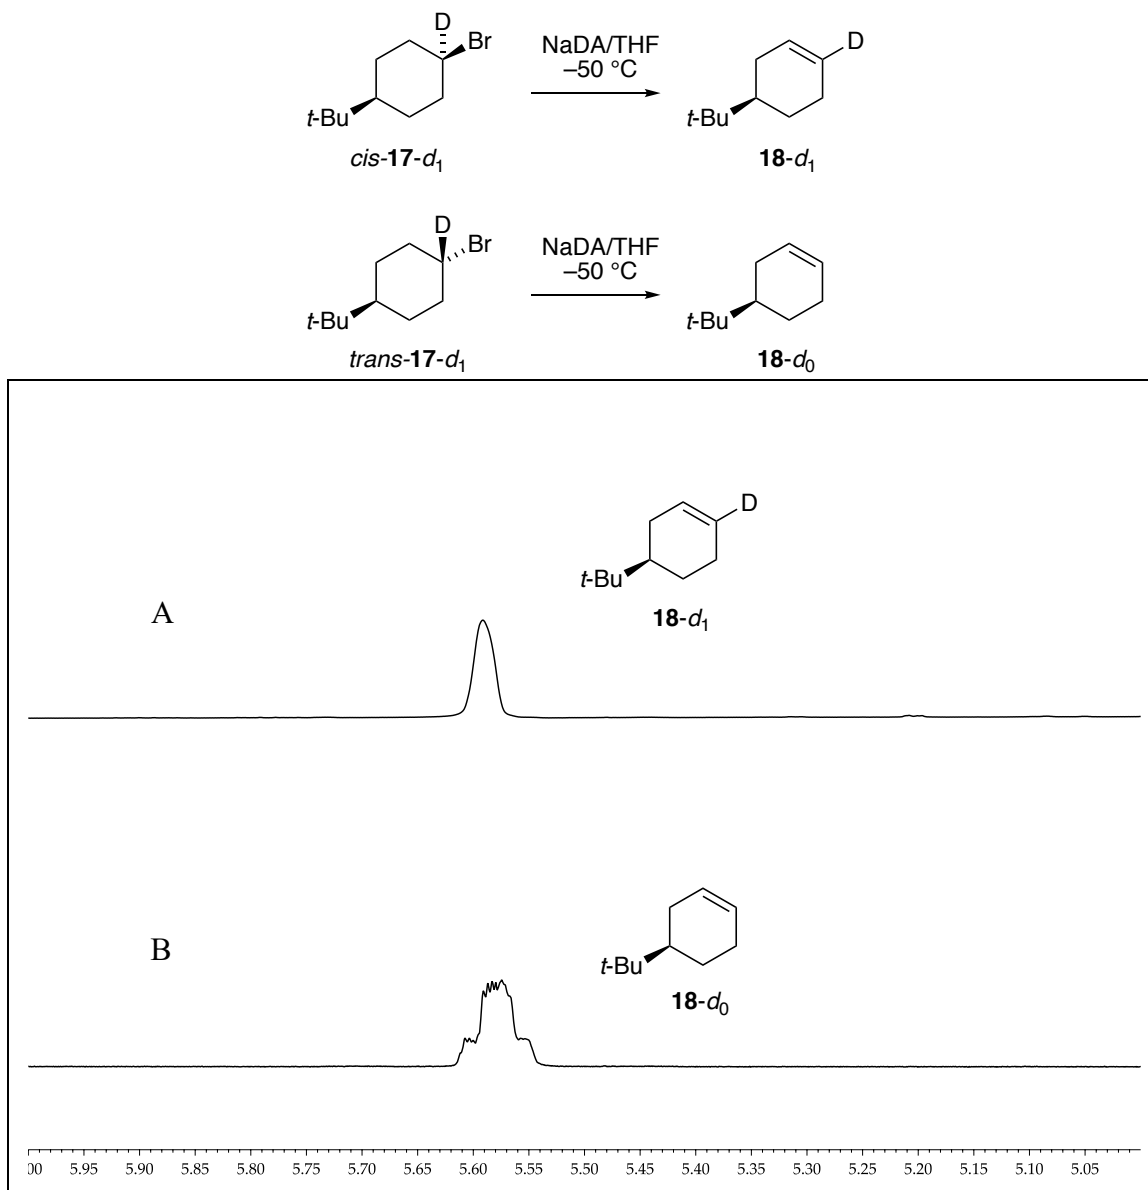 D
Br
t-Bu
cis-17-d1
NaDA/THF
–50 °C
D
t-Bu
18-d1
D
Br
t-Bu
trans-17-d1
NaDA/THF
–50 °C
t-Bu
18-d0
D
t-Bu
18-d1
A
t-Bu
18-d0
B
00 5.95 5.90 5.85 5.80 5.75 5.70 5.65 5.60 5.55 5.50 5.45 5.40 5.35 5.30 5.25 5.20 5.15 5.10 5.05